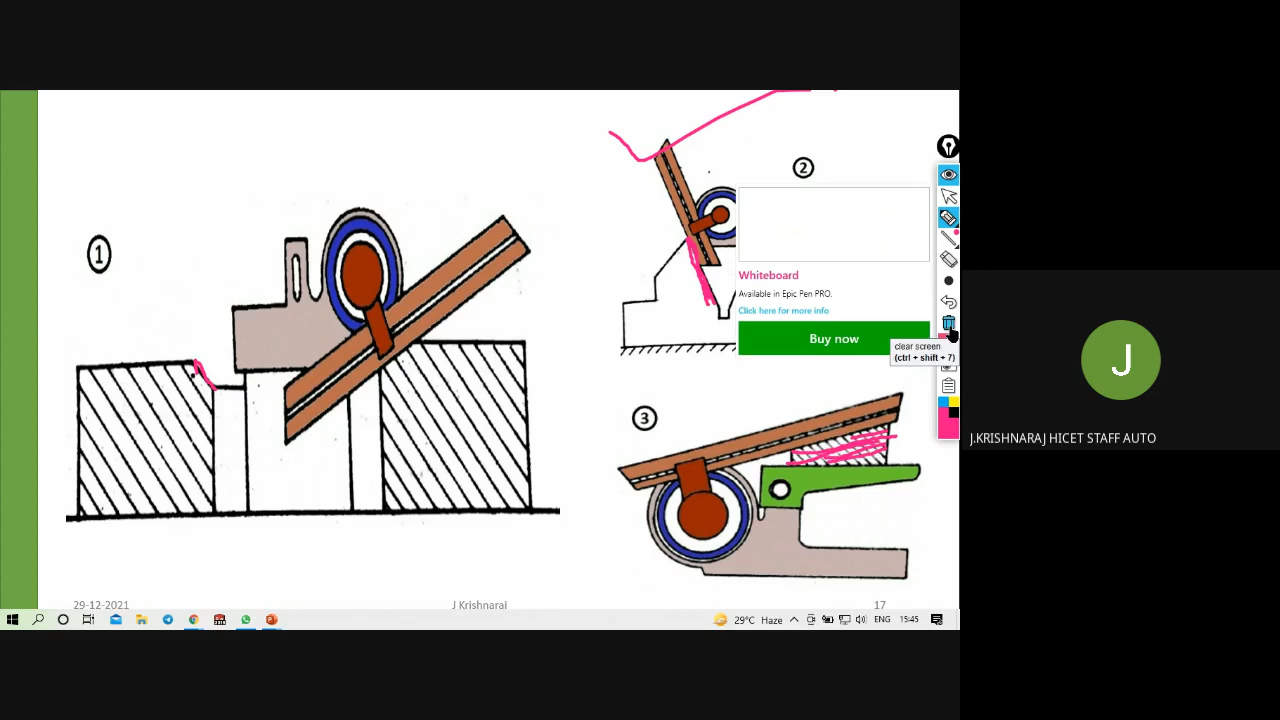 1
2
Whiteboard
Available in Epic Pen PRO.
Click here for more info
Buy now
clear screen
(ctrl + shift + 7)
3
J
J.KRISHNARAJ HICET STAFF AUTO
29-12-2021
J Krishnaraj
17
29°C Haze
ENG
15:45